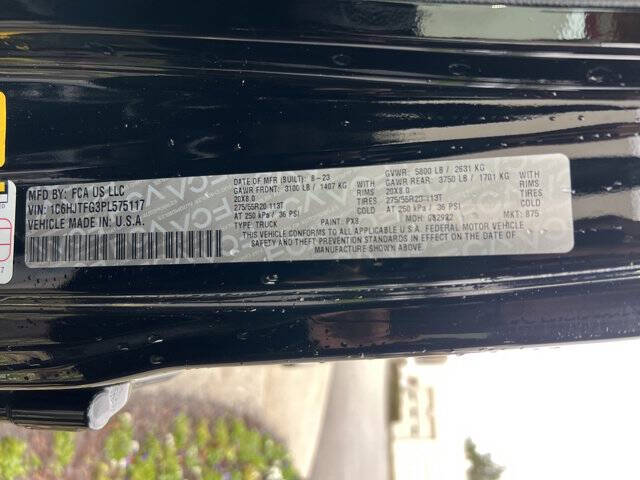 MFD BY: FCA US LLC
VIN: 1C6HJTFG3PL575117
VEHICLE MADE IN: U.S.A.
DATE OF MFR (BUILT): 8-23
GAWR FRONT: 3100 LB / 1407 KG WITH
20X8.0 RIMS
275/55R20 113T TIRES
AT 250 kPa / 36 PSI COLD
TYPE: TRUCK PAINT: PX8
GVWR: 5800 LB / 2631 KG
GAWR REAR: 3750 LB / 1701 KG WITH
20X8.0 RIMS
275/55R20 113T TIRES
AT 250 kPa / 36 PSI COLD
MDH: 082922 MKT: 875
THIS VEHICLE CONFORMS TO ALL APPLICABLE U.S.A. FEDERAL MOTOR VEHICLE
SAFETY AND THEFT PREVENTION STANDARDS IN EFFECT ON THE DATE OF
MANUFACTURE SHOWN ABOVE.